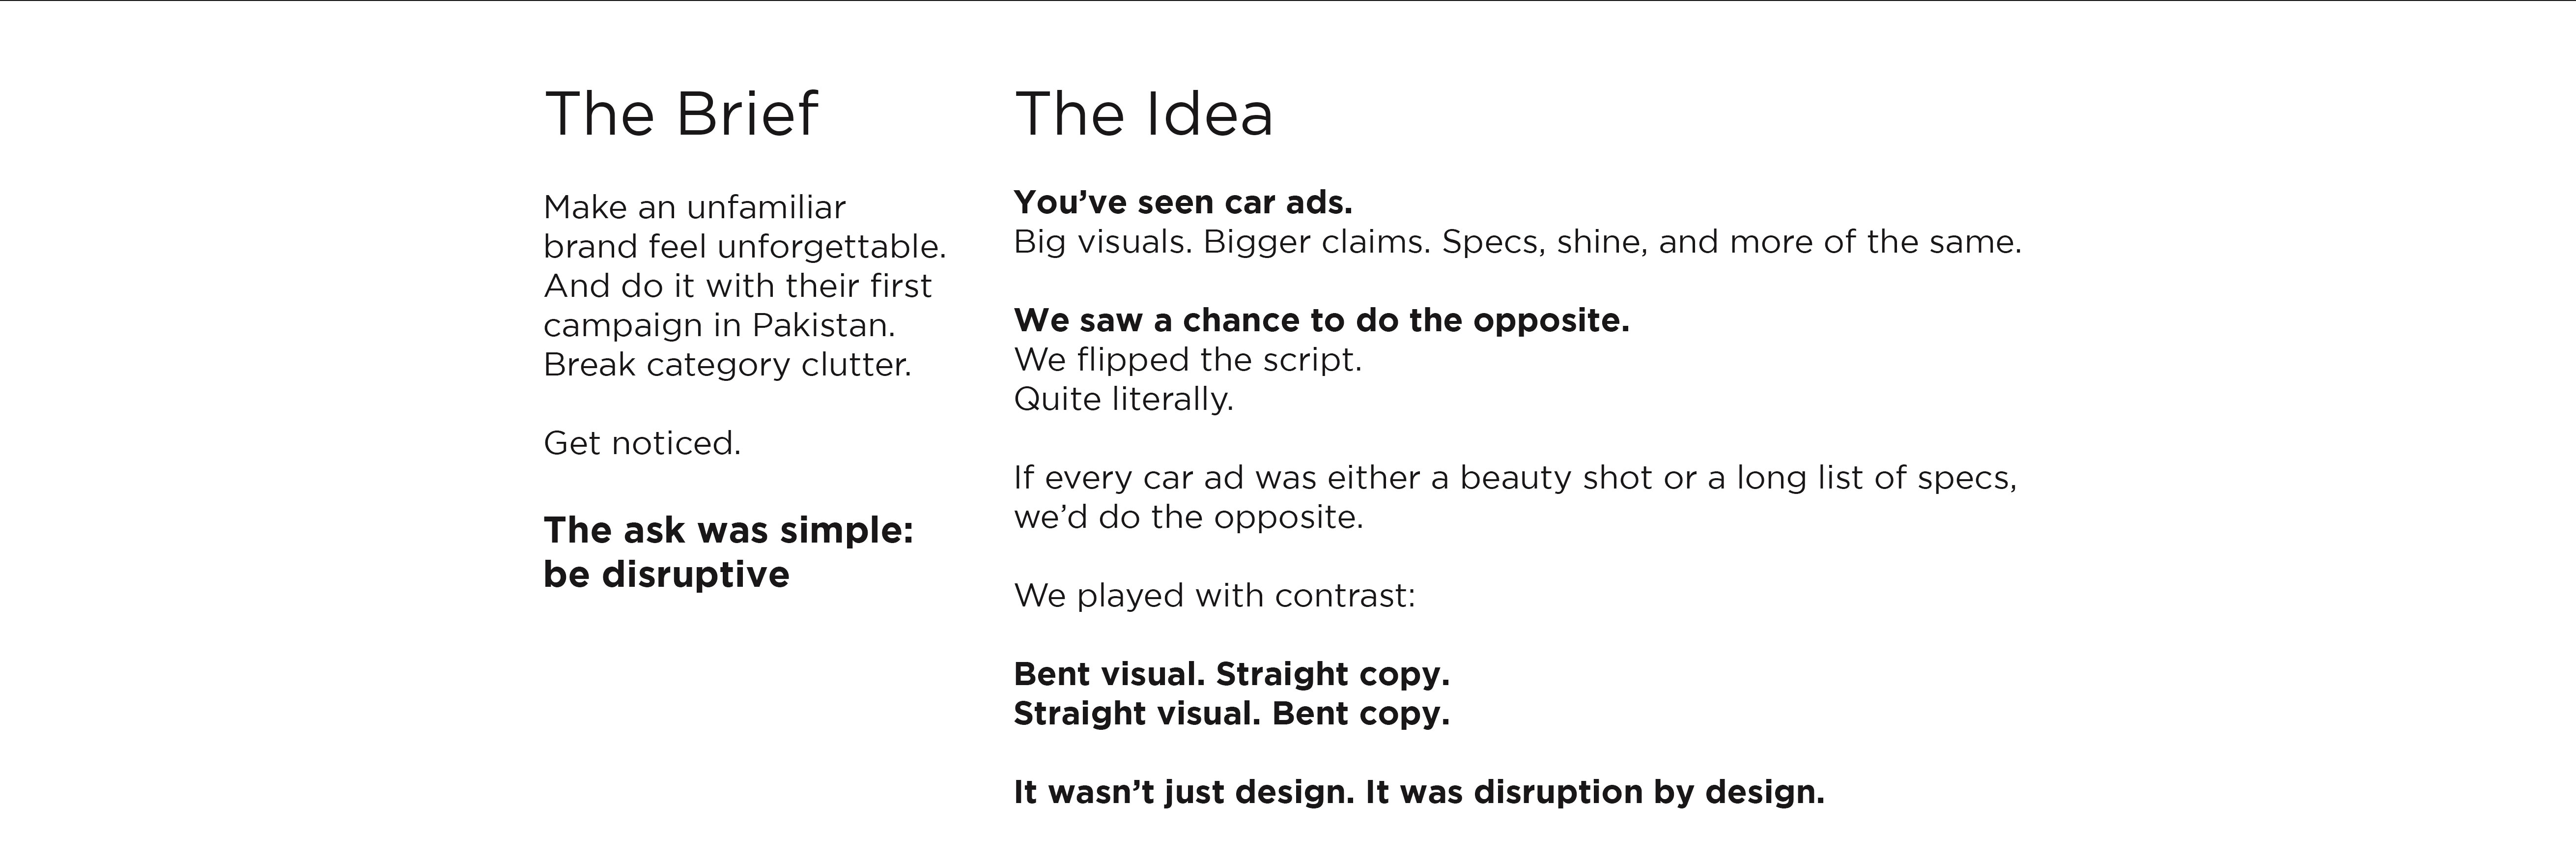 The Brief
Make an unfamiliar
brand feel unforgettable.
And do it with their first
campaign in Pakistan.
Break category clutter.
Get noticed.
The ask was simple:
be disruptive
The Idea
You’ve seen car ads.
Big visuals. Bigger claims. Specs, shine, and more of the same.
We saw a chance to do the opposite.
We flipped the script.
Quite literally.
If every car ad was either a beauty shot or a long list of specs,
we’d do the opposite.
We played with contrast:
Bent visual. Straight copy.
Straight visual. Bent copy.
It wasn’t just design. It was disruption by design.